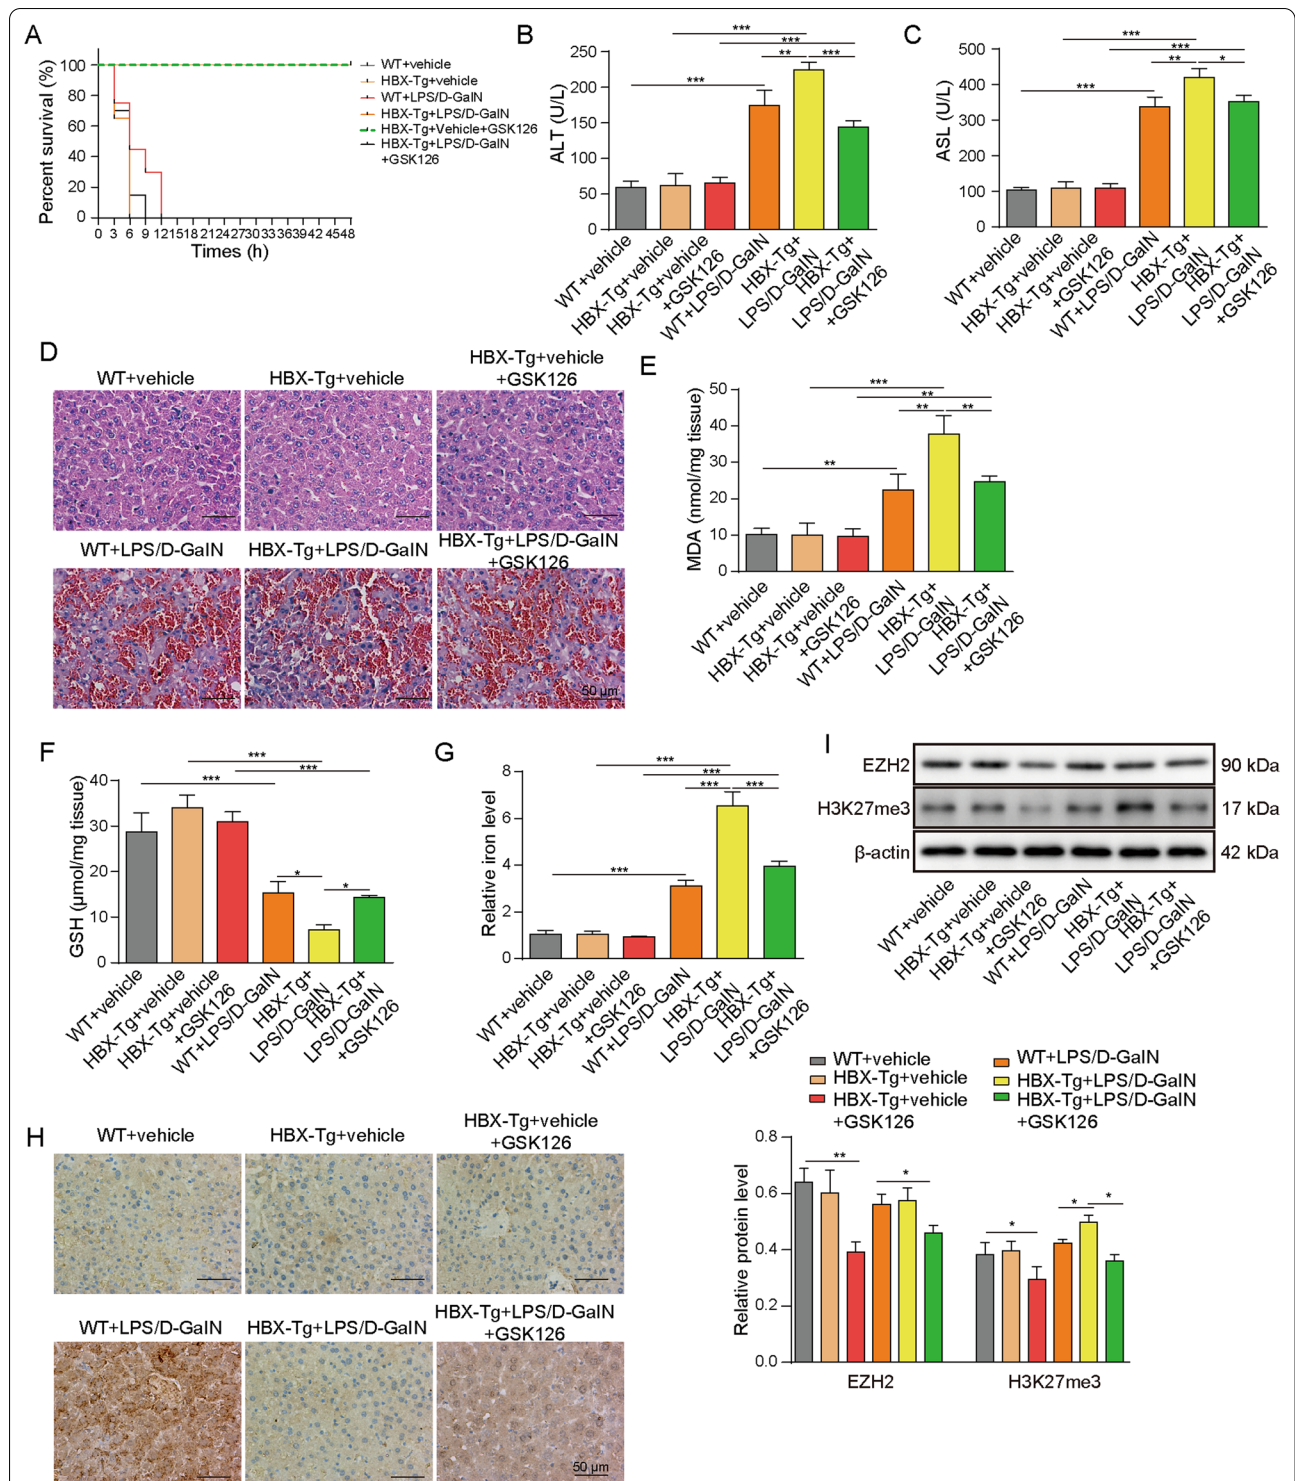 A
Percent survival (%)
100
80
60
40
20
0
0 3 6 9 12 15 18 21 24 27 30 33 36 39 42 45 48
Times (h)
WT+vehicle
HBX-Tg+vehicle
WT+LPS/D-GalN
HBX-Tg+LPS/D-GalN
HBX-Tg+Vehicle+GSK126
HBX-Tg+LPS/D-GalN
+GSK126
B
ALT (U/L)
250
200
150
100
50
0
***
***
** ***
***
WT+vehicle
HBX-Tg+vehicle
HBX-Tg+vehicle
+GSK126
WT+LPS/D-GalN
HBX-Tg+
LPS/D-GalN
HBX-Tg+
LPS/D-GalN
+GSK126
C
ASL (U/L)
500
400
300
200
100
0
***
***
** *
***
WT+vehicle
HBX-Tg+vehicle
HBX-Tg+vehicle
+GSK126
WT+LPS/D-GalN
HBX-Tg+
LPS/D-GalN
HBX-Tg+
LPS/D-GalN
+GSK126
D
WT+vehicle
HBX-Tg+vehicle
HBX-Tg+vehicle
+GSK126
WT+LPS/D-GalN
HBX-Tg+LPS/D-GalN
HBX-Tg+LPS/D-GalN
+GSK126
50 μm
E
MDA (nmol/mg tissue)
50
40
30
20
10
0
***
**
** **
**
WT+vehicle
HBX-Tg+vehicle
HBX-Tg+vehicle
+GSK126
WT+LPS/D-GalN
HBX-Tg+
LPS/D-GalN
HBX-Tg+
LPS/D-GalN
+GSK126
F
GSH (μmol/mg tissue)
40
30
20
10
0
***
***
***
*
*
WT+vehicle
HBX-Tg+vehicle
HBX-Tg+vehicle
+GSK126
WT+LPS/D-GalN
HBX-Tg+
LPS/D-GalN
HBX-Tg+
LPS/D-GalN
+GSK126
G
Relative iron level
8
6
4
2
0
***
***
*** ***
***
WT+vehicle
HBX-Tg+vehicle
HBX-Tg+vehicle
+GSK126
WT+LPS/D-GalN
HBX-Tg+
LPS/D-GalN
HBX-Tg+
LPS/D-GalN
+GSK126
I
EZH2 90 kDa
H3K27me3 17 kDa
β-actin 42 kDa
WT+vehicle
HBX-Tg+vehicle
HBX-Tg+vehicle
+GSK126
WT+LPS/D-GalN
HBX-Tg+
LPS/D-GalN
HBX-Tg+
LPS/D-GalN
+GSK126
WT+vehicle
HBX-Tg+vehicle
HBX-Tg+vehicle
+GSK126
WT+LPS/D-GalN
HBX-Tg+LPS/D-GalN
HBX-Tg+LPS/D-GalN
+GSK126
Relative protein level
0.8
0.6
0.4
0.2
0.0
**
*
*
*
*
EZH2
H3K27me3
H
WT+vehicle
HBX-Tg+vehicle
HBX-Tg+vehicle
+GSK126
WT+LPS/D-GalN
HBX-Tg+LPS/D-GalN
HBX-Tg+LPS/D-GalN
+GSK126
50 μm